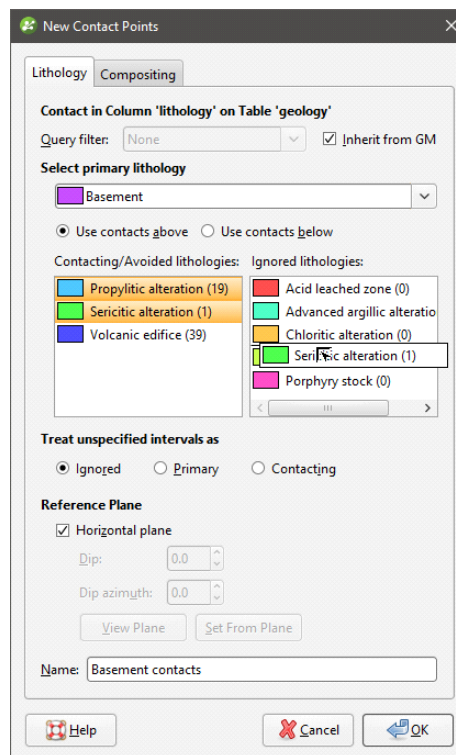 New Contact Points
Lithology Compositing
Contact in Column 'lithology' on Table 'geology'
Query filter: None Inherit from GM
Select primary lithology
Basement
Use contacts above Use contacts below
Contacting/Avoided lithologies: Ignored lithologies:
Propylitic alteration (19) Acid leached zone (0)
Sericitic alteration (1) Advanced argillic alteratio
Volcanic edifice (39) Chloritic alteration (0)
alteration (1)
Porphyry stock (0)
Treat unspecified intervals as
Ignored Primary Contacting
Reference Plane
Horizontal plane
Dip: 0.0
Dip azimuth: 0.0
View Plane Set From Plane
Name: Basement contacts
Help Cancel OK